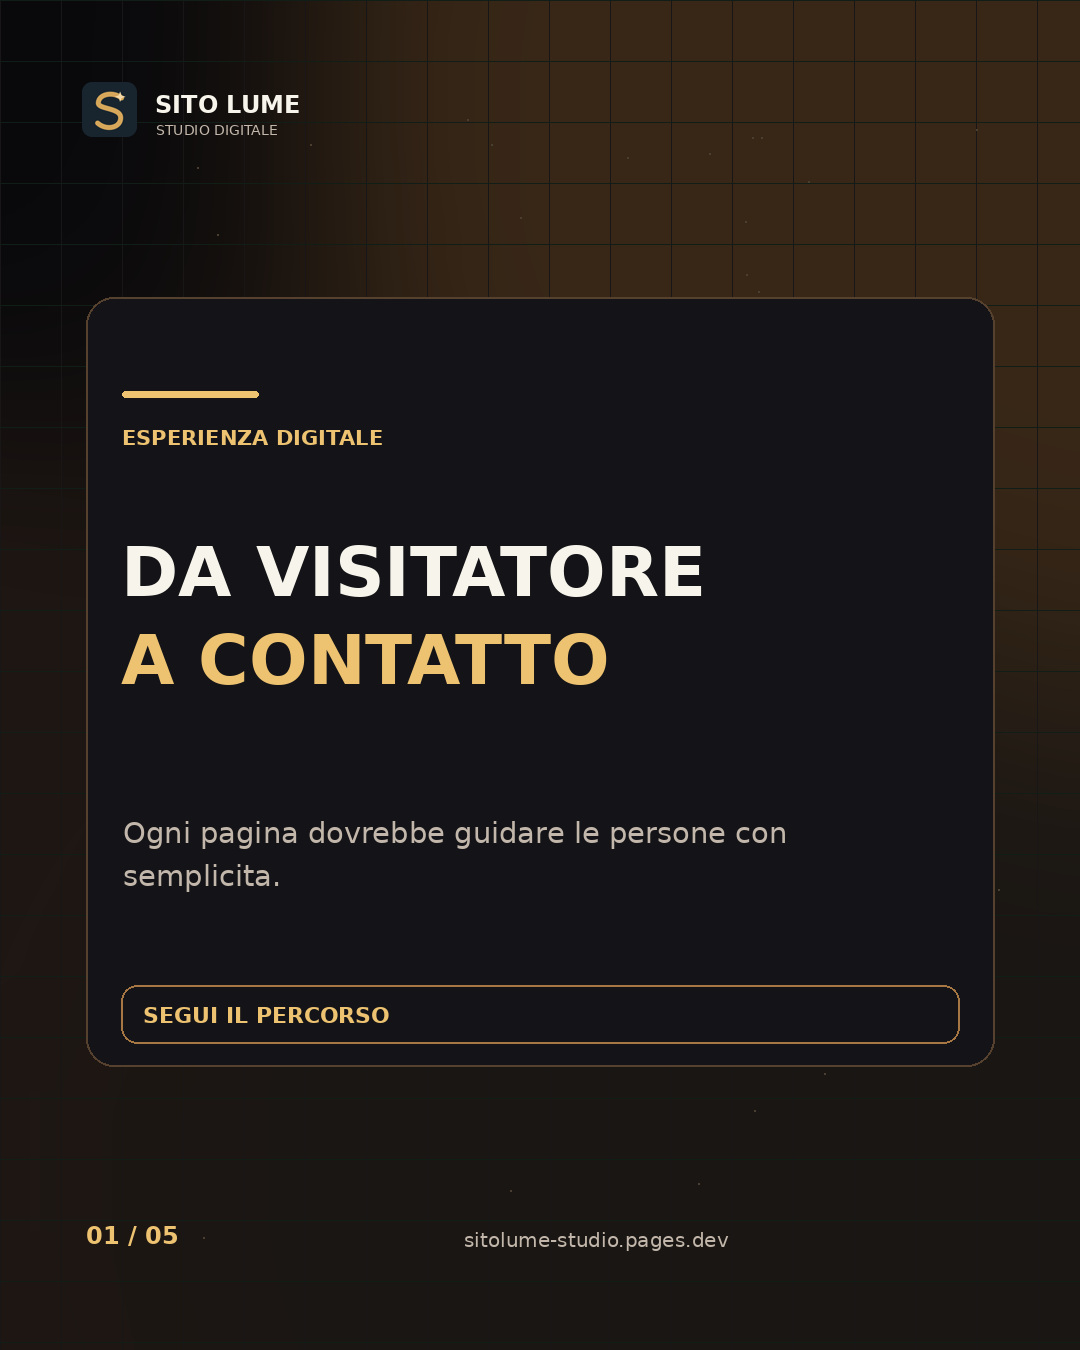 SITO LUME
STUDIO DIGITALE
ESPERIENZA DIGITALE
DA VISITATORE
A CONTATTO
Ogni pagina dovrebbe guidare le persone con
semplicita.
SEGUI IL PERCORSO
01 / 05
sitolume-studio.pages.dev